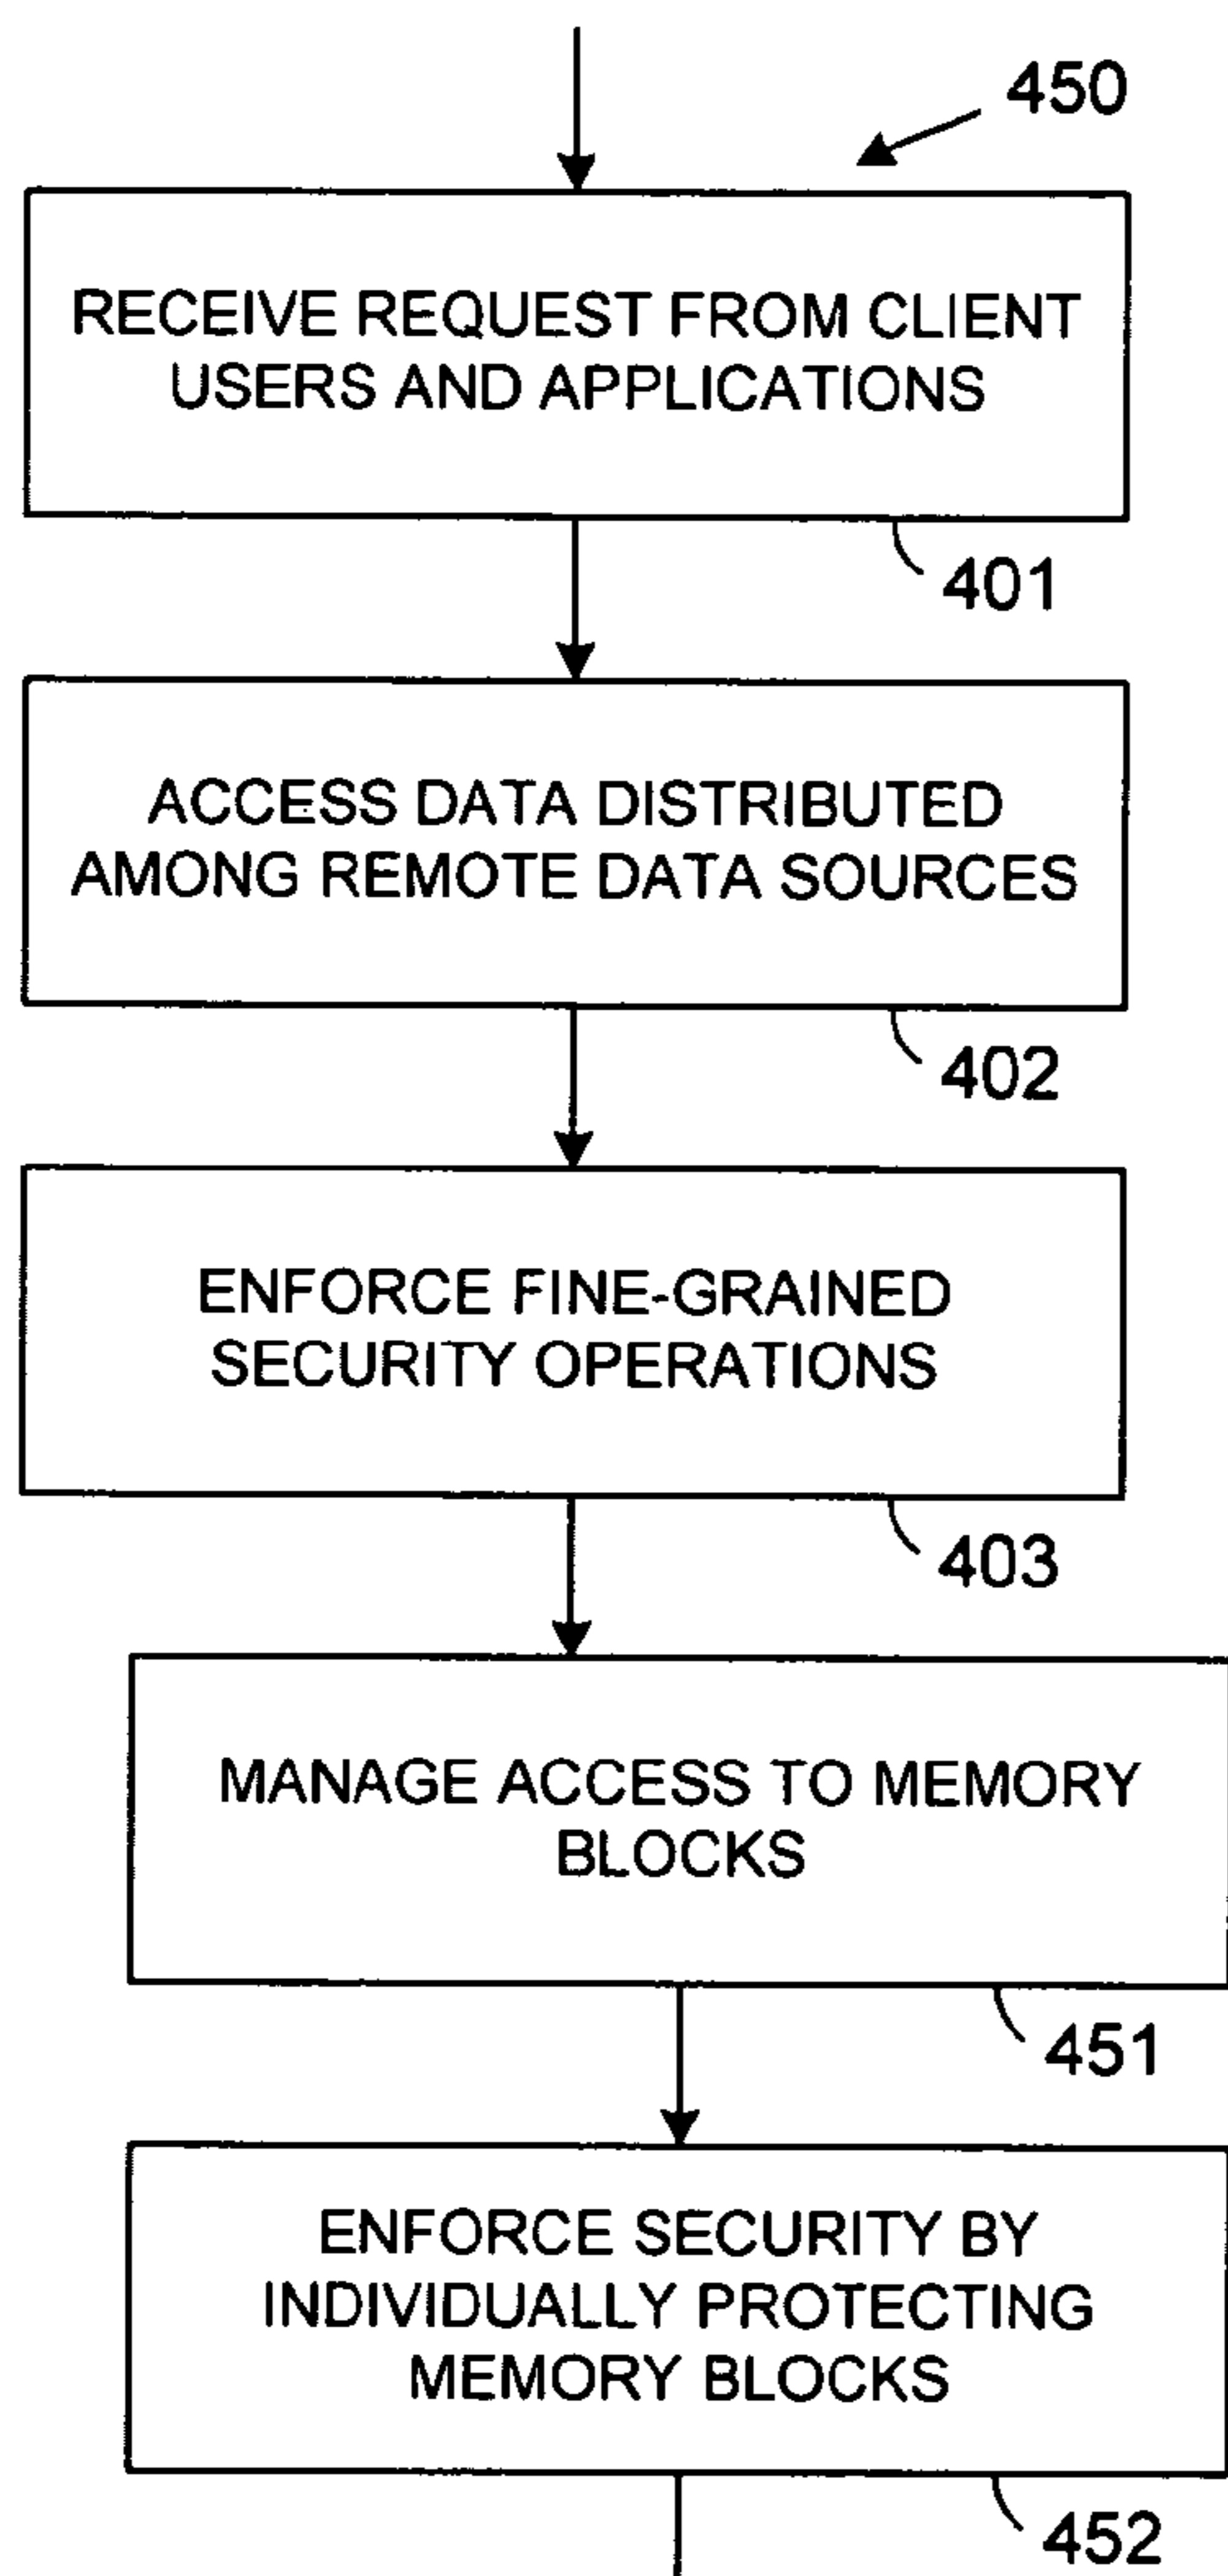 450
RECEIVE REQUEST FROM CLIENT
USERS AND APPLICATIONS
401
ACCESS DATA DISTRIBUTED
AMONG REMOTE DATA SOURCES
402
ENFORCE FINE-GRAINED
SECURITY OPERATIONS
403
MANAGE ACCESS TO MEMORY
BLOCKS
451
ENFORCE SECURITY BY
INDIVIDUALLY PROTECTING
MEMORY BLOCKS
452